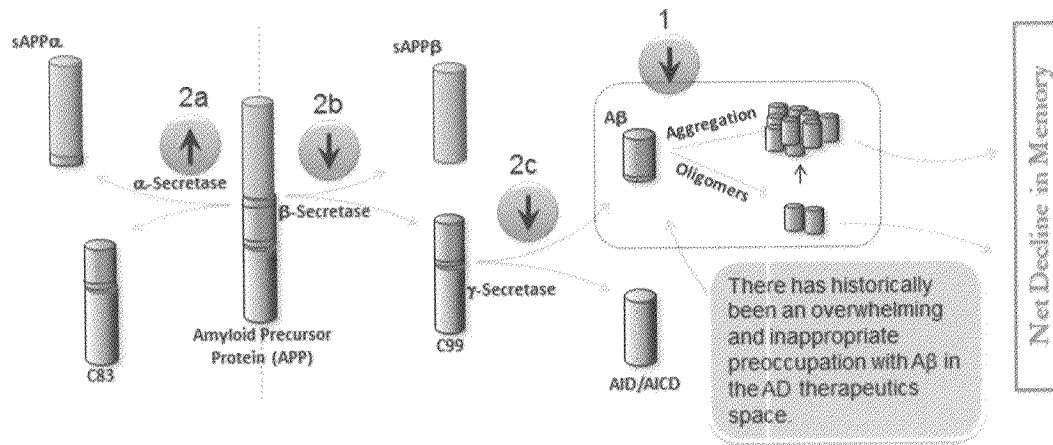 1
sAPPα
sAPPβ
2a
2b
Aβ
Aggregation
2c
Oligomers
α-Secretase
β-Secretase
There has historically
been an overwhelming
and inappropriate
preoccupation with Aβ in
the AD therapeutics
space.
γ-Secretase
Amyloid Precursor
Protein (APP)
C83
C99
AID/AICD
Net Decline in Memory